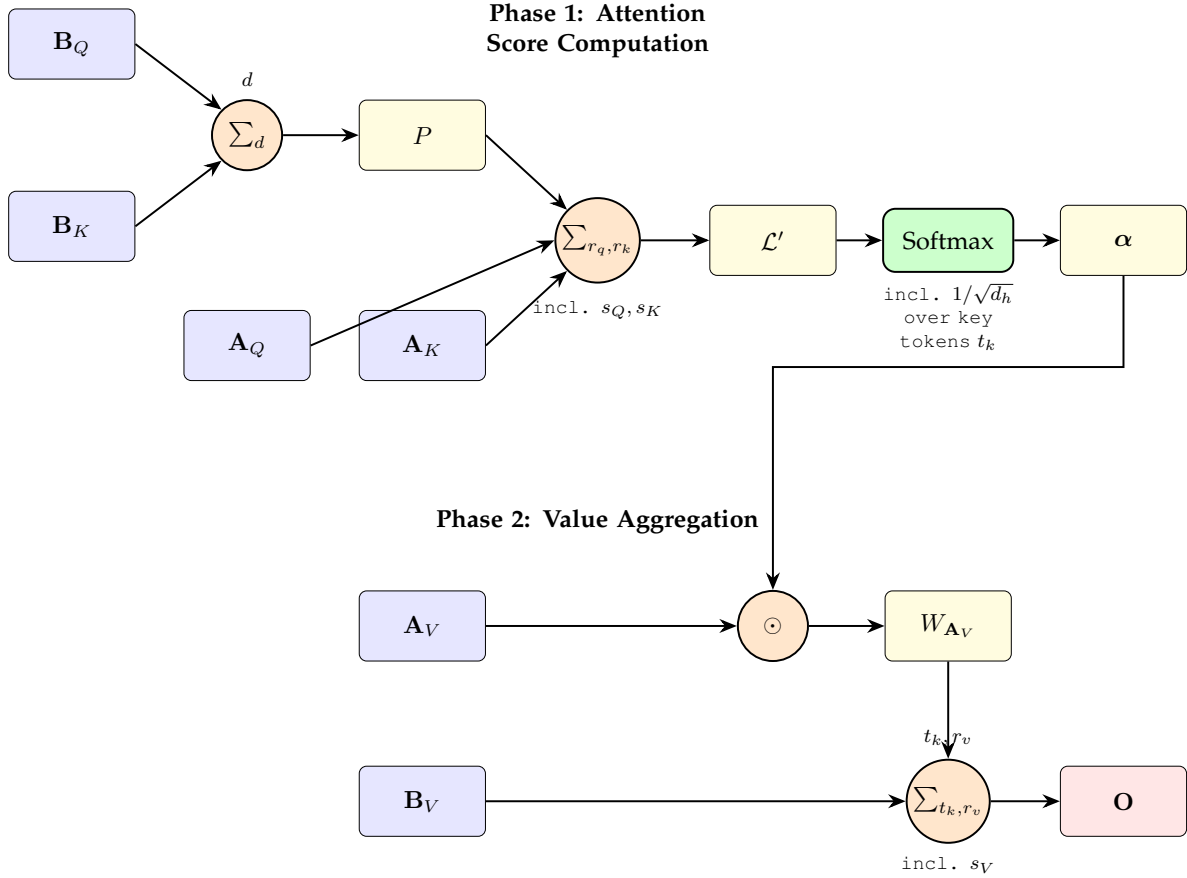 Phase 1: Attention
Score Computation
B_Q
d
∑_d
P
B_K
∑_{r_q,r_k}
ℒ′
Softmax
α
incl. s_Q, s_K
incl. 1/√d_h
over key
tokens t_k
A_Q
A_K
Phase 2: Value Aggregation
A_V
⊙
W_{A_V}
t_k, r_v
B_V
∑_{t_k,r_v}
O
incl. s_V